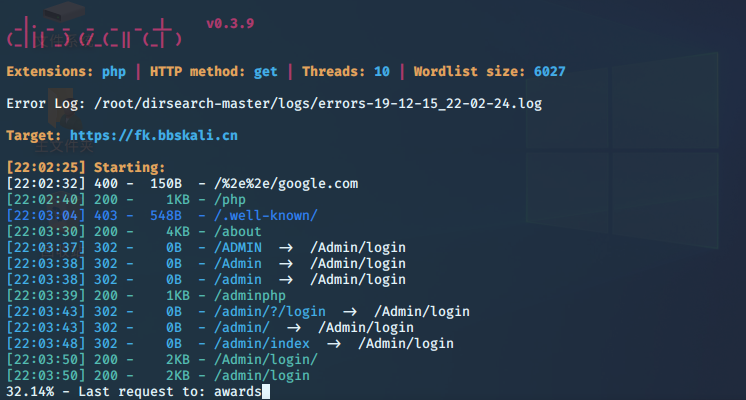 v0.3.9
Extensions: php | HTTP method: get | Threads: 10 | Wordlist size: 6027
Error Log: /root/dirsearch-master/logs/errors-19-12-15_22-02-24.log
Target: https://fk.bbskali.cn
[22:02:25] Starting:
[22:02:32] 400 - 150B - /%2e%2e/google.com
[22:02:40] 200 - 1KB - /php
[22:03:04] 403 - 548B - /.well-known/
[22:03:30] 200 - 4KB - /about
[22:03:37] 302 - 0B - /ADMIN -> /Admin/login
[22:03:38] 302 - 0B - /Admin -> /Admin/login
[22:03:38] 302 - 0B - /admin -> /Admin/login
[22:03:39] 200 - 1KB - /adminphp
[22:03:43] 302 - 0B - /admin/?/login -> /Admin/login
[22:03:43] 302 - 0B - /admin/ -> /Admin/login
[22:03:48] 302 - 0B - /admin/index -> /Admin/login
[22:03:50] 200 - 2KB - /Admin/login/
[22:03:50] 200 - 2KB - /admin/login
32.14% - Last request to: awards